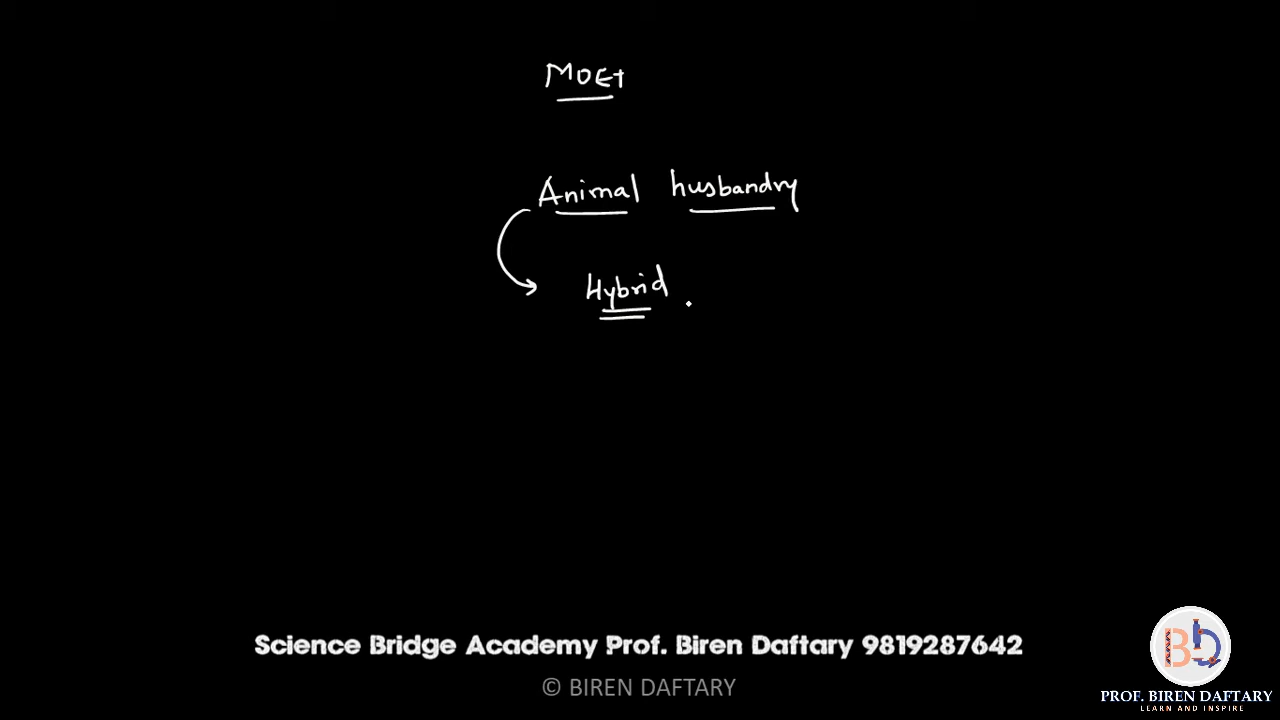 MOET
Animal husbandry
Hybrid
Science Bridge Academy Prof. Biren Daftary 9819287642
© BIREN DAFTARY
BD
PROF. BIREN DAFTARY
LEARN AND INSPIRE